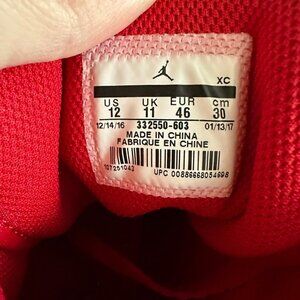 XC
US UK EUR cm
12 11 46 30
12/14/16 332550-603 01/13/17
MADE IN CHINA
FABRIQUE EN CHINE
UPC 00886668054698